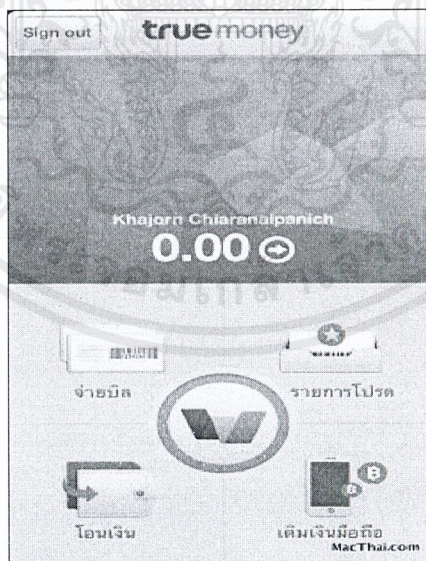 Sign out
truemoney
Khajorn Chiaranaipanich
0.00
จ่ายบิล
รายการโปรด
โอนเงิน
เติมเงินมือถือ
MacThai.com